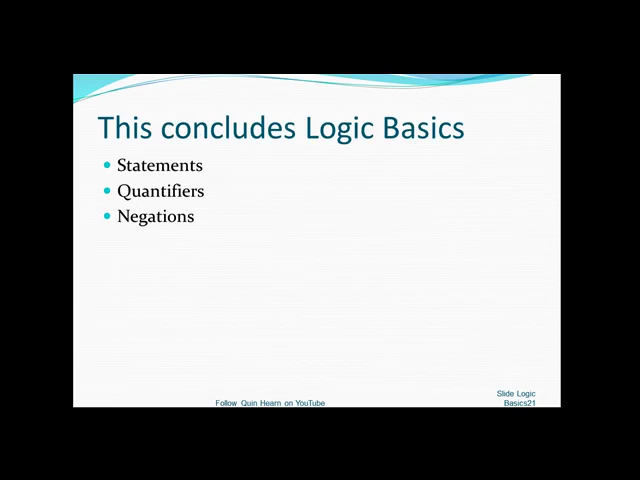 This concludes Logic Basics
Statements
Quantifiers
Negations
Follow Quin Hearn on YouTube
Slide Logic
Basics21